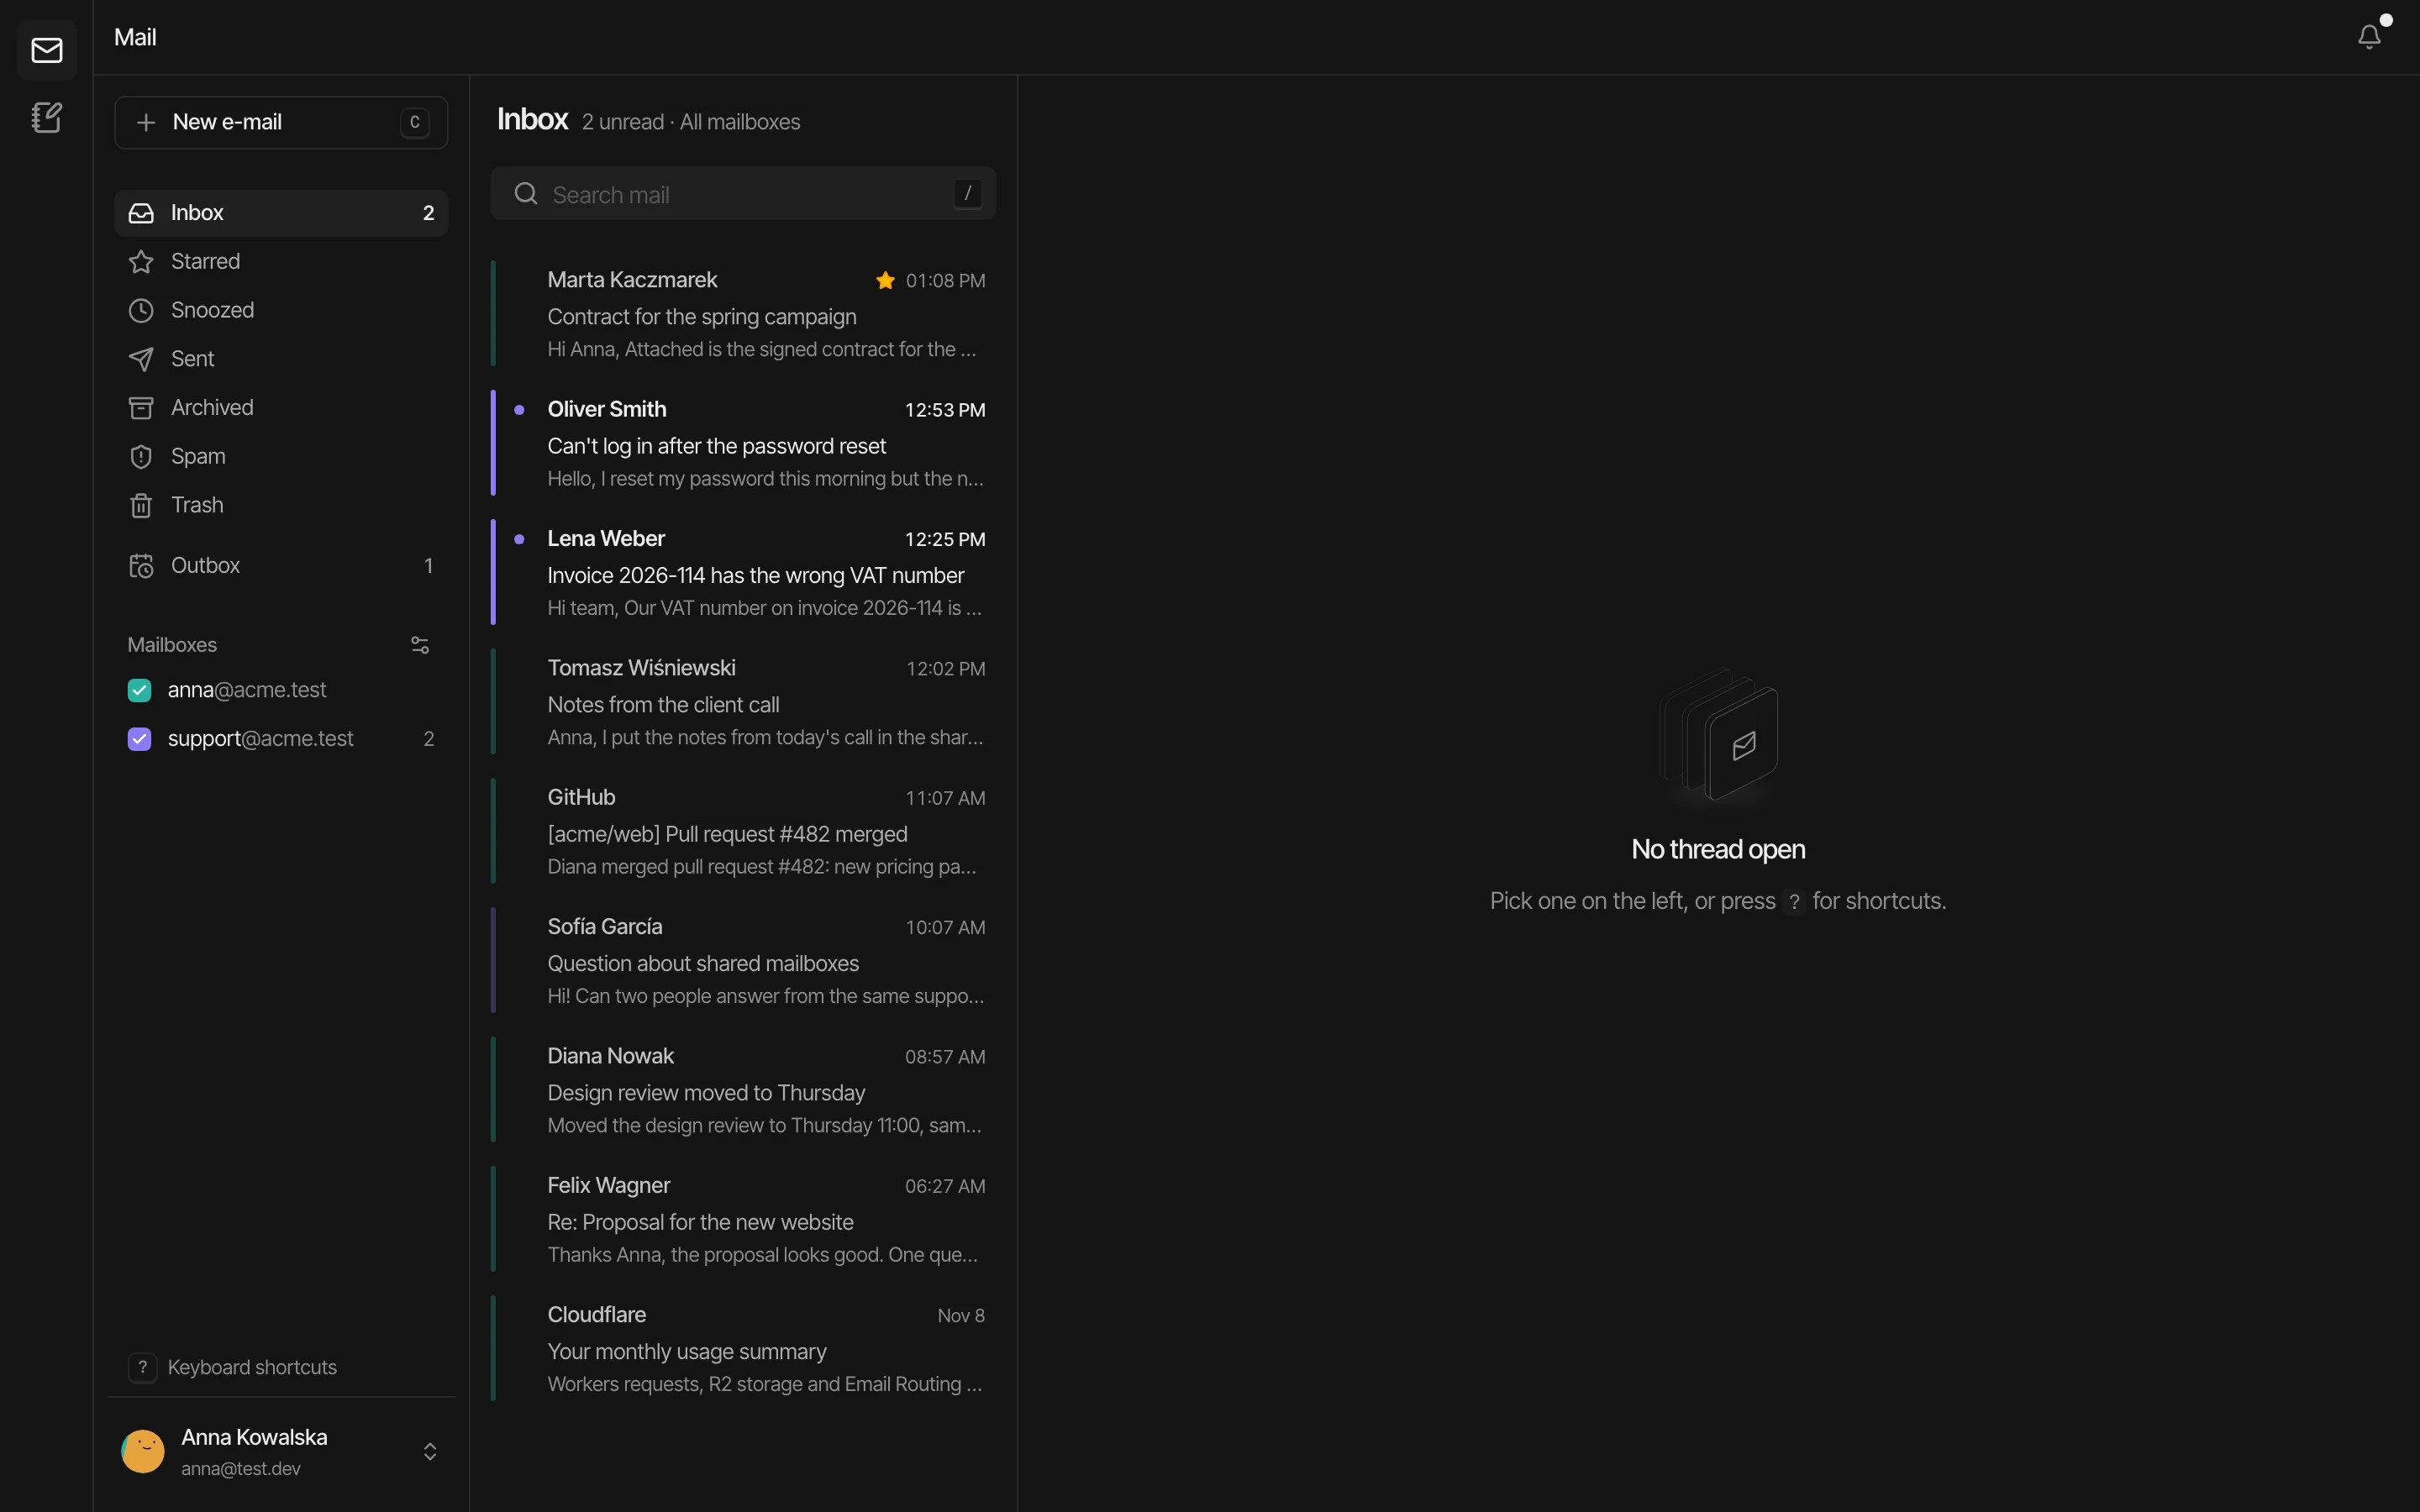 Mail
New e-mail C
Inbox 2
Starred
Snoozed
Sent
Archived
Spam
Trash
Outbox 1
Mailboxes
anna@acme.test
support@acme.test 2
? Keyboard shortcuts
Anna Kowalska
anna@test.dev
Inbox 2 unread · All mailboxes
Search mail /
Marta Kaczmarek 01:08 PM
Contract for the spring campaign
Hi Anna, Attached is the signed contract for the ...
Oliver Smith 12:53 PM
Can't log in after the password reset
Hello, I reset my password this morning but the n...
Lena Weber 12:25 PM
Invoice 2026-114 has the wrong VAT number
Hi team, Our VAT number on invoice 2026-114 is ...
Tomasz Wiśniewski 12:02 PM
Notes from the client call
Anna, I put the notes from today's call in the shar...
GitHub 11:07 AM
[acme/web] Pull request #482 merged
Diana merged pull request #482: new pricing pa...
Sofía García 10:07 AM
Question about shared mailboxes
Hi! Can two people answer from the same suppo...
Diana Nowak 08:57 AM
Design review moved to Thursday
Moved the design review to Thursday 11:00, sam...
Felix Wagner 06:27 AM
Re: Proposal for the new website
Thanks Anna, the proposal looks good. One que...
Cloudflare Nov 8
Your monthly usage summary
Workers requests, R2 storage and Email Routing ...
No thread open
Pick one on the left, or press ? for shortcuts.